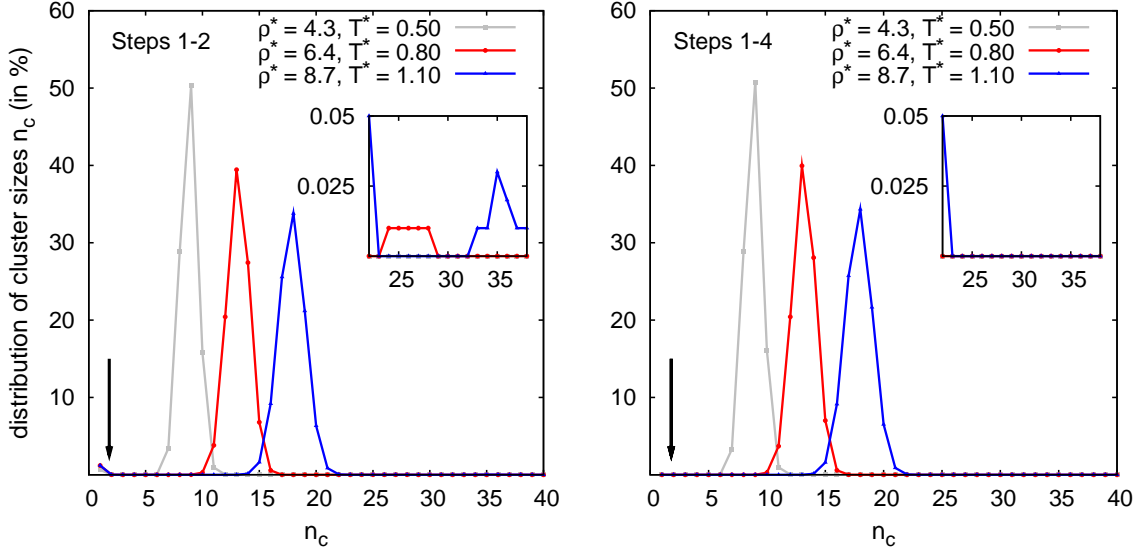 distribution of cluster sizes n_c (in %)
60
50
40
30
20
10
Steps 1-2
ρ* = 4.3, T* = 0.50
ρ* = 6.4, T* = 0.80
ρ* = 8.7, T* = 1.10
0.05
0.025
25 30 35
0 5 10 15 20 25 30 35 40
n_c
60
50
40
30
20
10
Steps 1-4
ρ* = 4.3, T* = 0.50
ρ* = 6.4, T* = 0.80
ρ* = 8.7, T* = 1.10
0.05
0.025
25 30 35
0 5 10 15 20 25 30 35 40
n_c